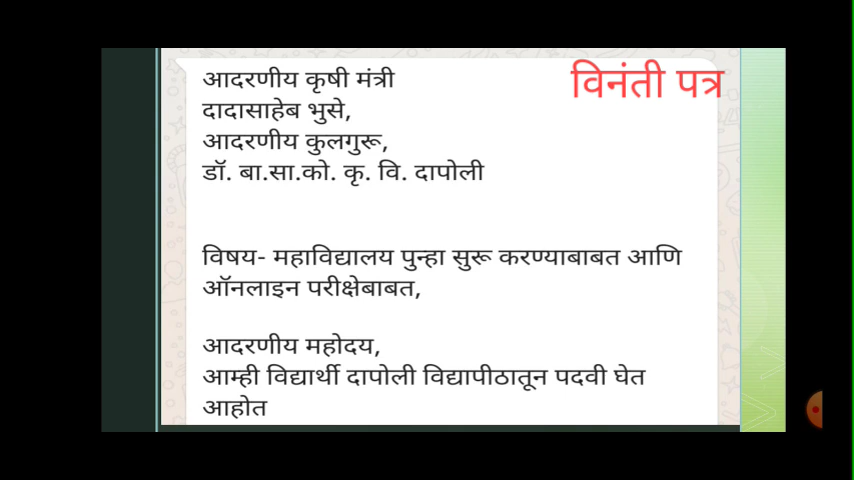 विनंती पत्र
आदरणीय कृषी मंत्री
दादासाहेब भुसे,
आदरणीय कुलगुरू,
डॉ. बा.सा.को. कृ. वि. दापोली
विषय- महाविद्यालय पुन्हा सुरू करण्याबाबत आणि
ऑनलाइन परीक्षेबाबत,
आदरणीय महोदय,
आम्ही विद्यार्थी दापोली विद्यापीठातून पदवी घेत
आहोत